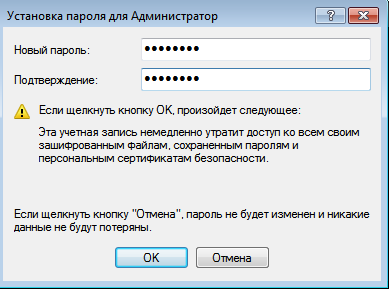 Установка пароля для Администратор
Новый пароль:
Подтверждение:
Если щелкнуть кнопку ОК, произойдет следующее:
Эта учетная запись немедленно утратит доступ ко всем своим
зашифрованным файлам, сохраненным паролям и
персональным сертификатам безопасности.
Если щелкнуть кнопку "Отмена", пароль не будет изменен и никакие
данные не будут потеряны.
ОК
Отмена